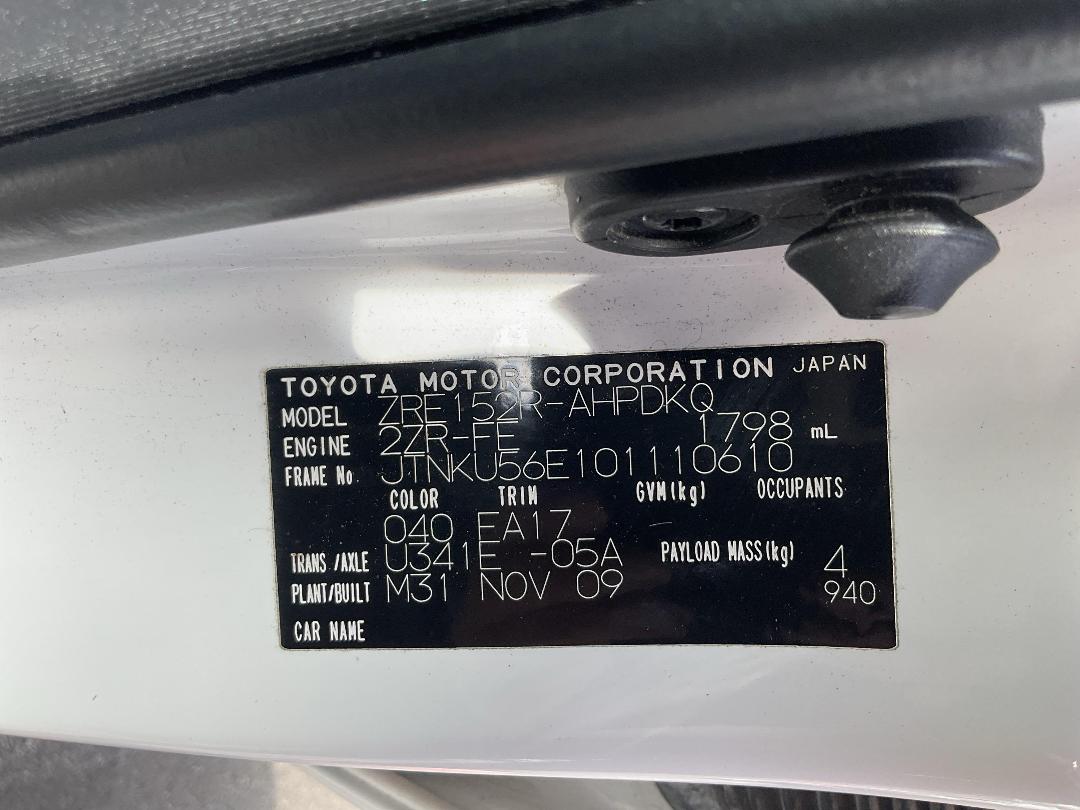 TOYOTA MOTOR CORPORATION JAPAN
MODEL ZRE152R-AHPDKQ
ENGINE 2ZR-FE 1798 mL
FRAME No. JTNKU56E101110610
COLOR TRIM GVM(kg) OCCUPANTS
040 EA17
TRANS /AXLE U341E -05A PAYLOAD MASS(kg) 4
PLANT/BUILT M31 NOV 09 940
CAR NAME